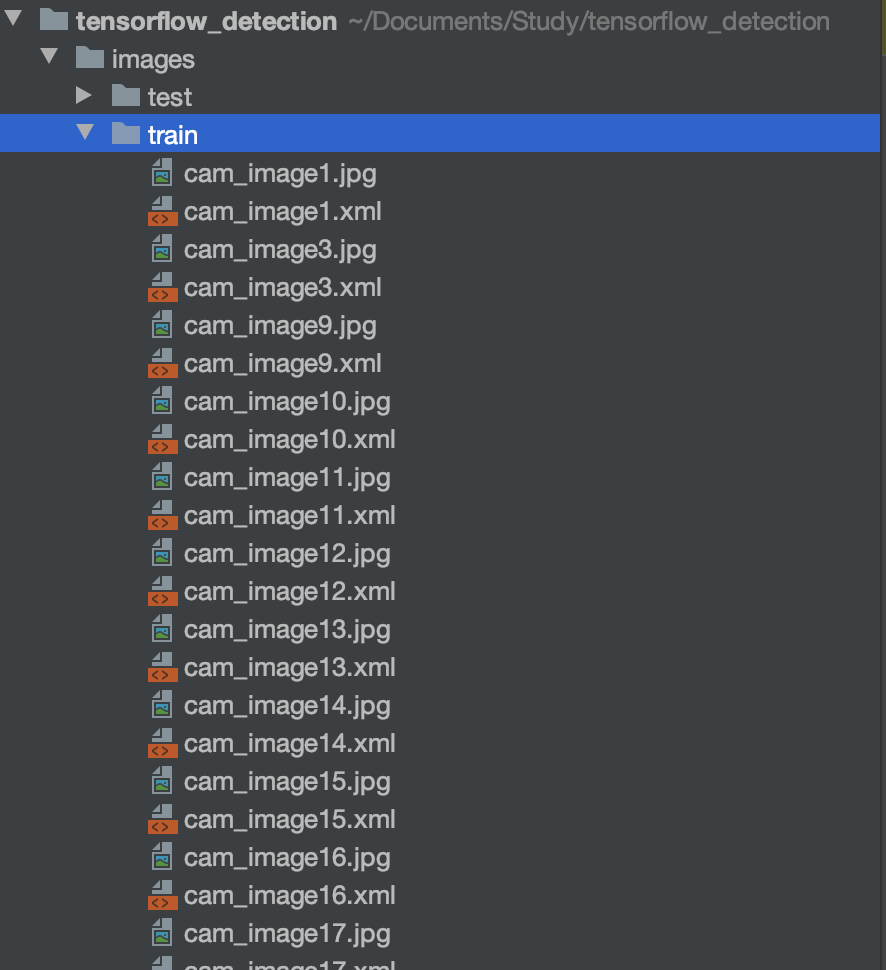 tensorflow_detection ~/Documents/Study/tensorflow_detection
images
test
train
cam_image1.jpg
cam_image1.xml
cam_image3.jpg
cam_image3.xml
cam_image9.jpg
cam_image9.xml
cam_image10.jpg
cam_image10.xml
cam_image11.jpg
cam_image11.xml
cam_image12.jpg
cam_image12.xml
cam_image13.jpg
cam_image13.xml
cam_image14.jpg
cam_image14.xml
cam_image15.jpg
cam_image15.xml
cam_image16.jpg
cam_image16.xml
cam_image17.jpg
cam_image17.xml